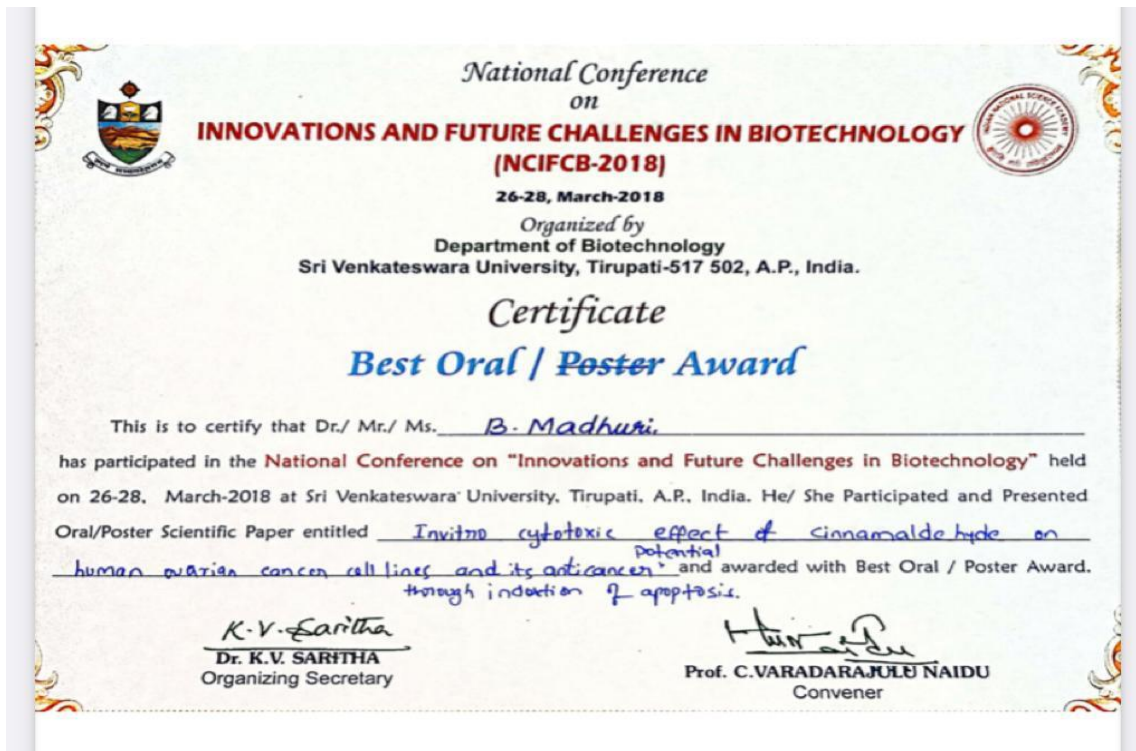 National Conference
on
INNOVATIONS AND FUTURE CHALLENGES IN BIOTECHNOLOGY
(NCIFCB-2018)
INDIAN NATIONAL SCIENCE ACADEMY
26-28, March-2018
Organized by
Department of Biotechnology
Sri Venkateswara University, Tirupati-517 502, A.P., India.
Certificate
Best Oral / Poster Award
This is to certify that Dr./ Mr./ Ms. B. Madhuri.
has participated in the National Conference on "Innovations and Future Challenges in Biotechnology" held
on 26-28, March-2018 at Sri Venkateswara University, Tirupati, A.P., India. He/ She Participated and Presented
Oral/Poster Scientific Paper entitled Invitro cytotoxic effect of cinnamaldehyde on
potential
human ovarian cancer cell lines and its anticancer and awarded with Best Oral / Poster Award.
through induction of apoptosis.
K.V. Saritha
Dr. K.V. SARITHA
Organizing Secretary
Prof. C.VARADARAJULU NAIDU
Convener